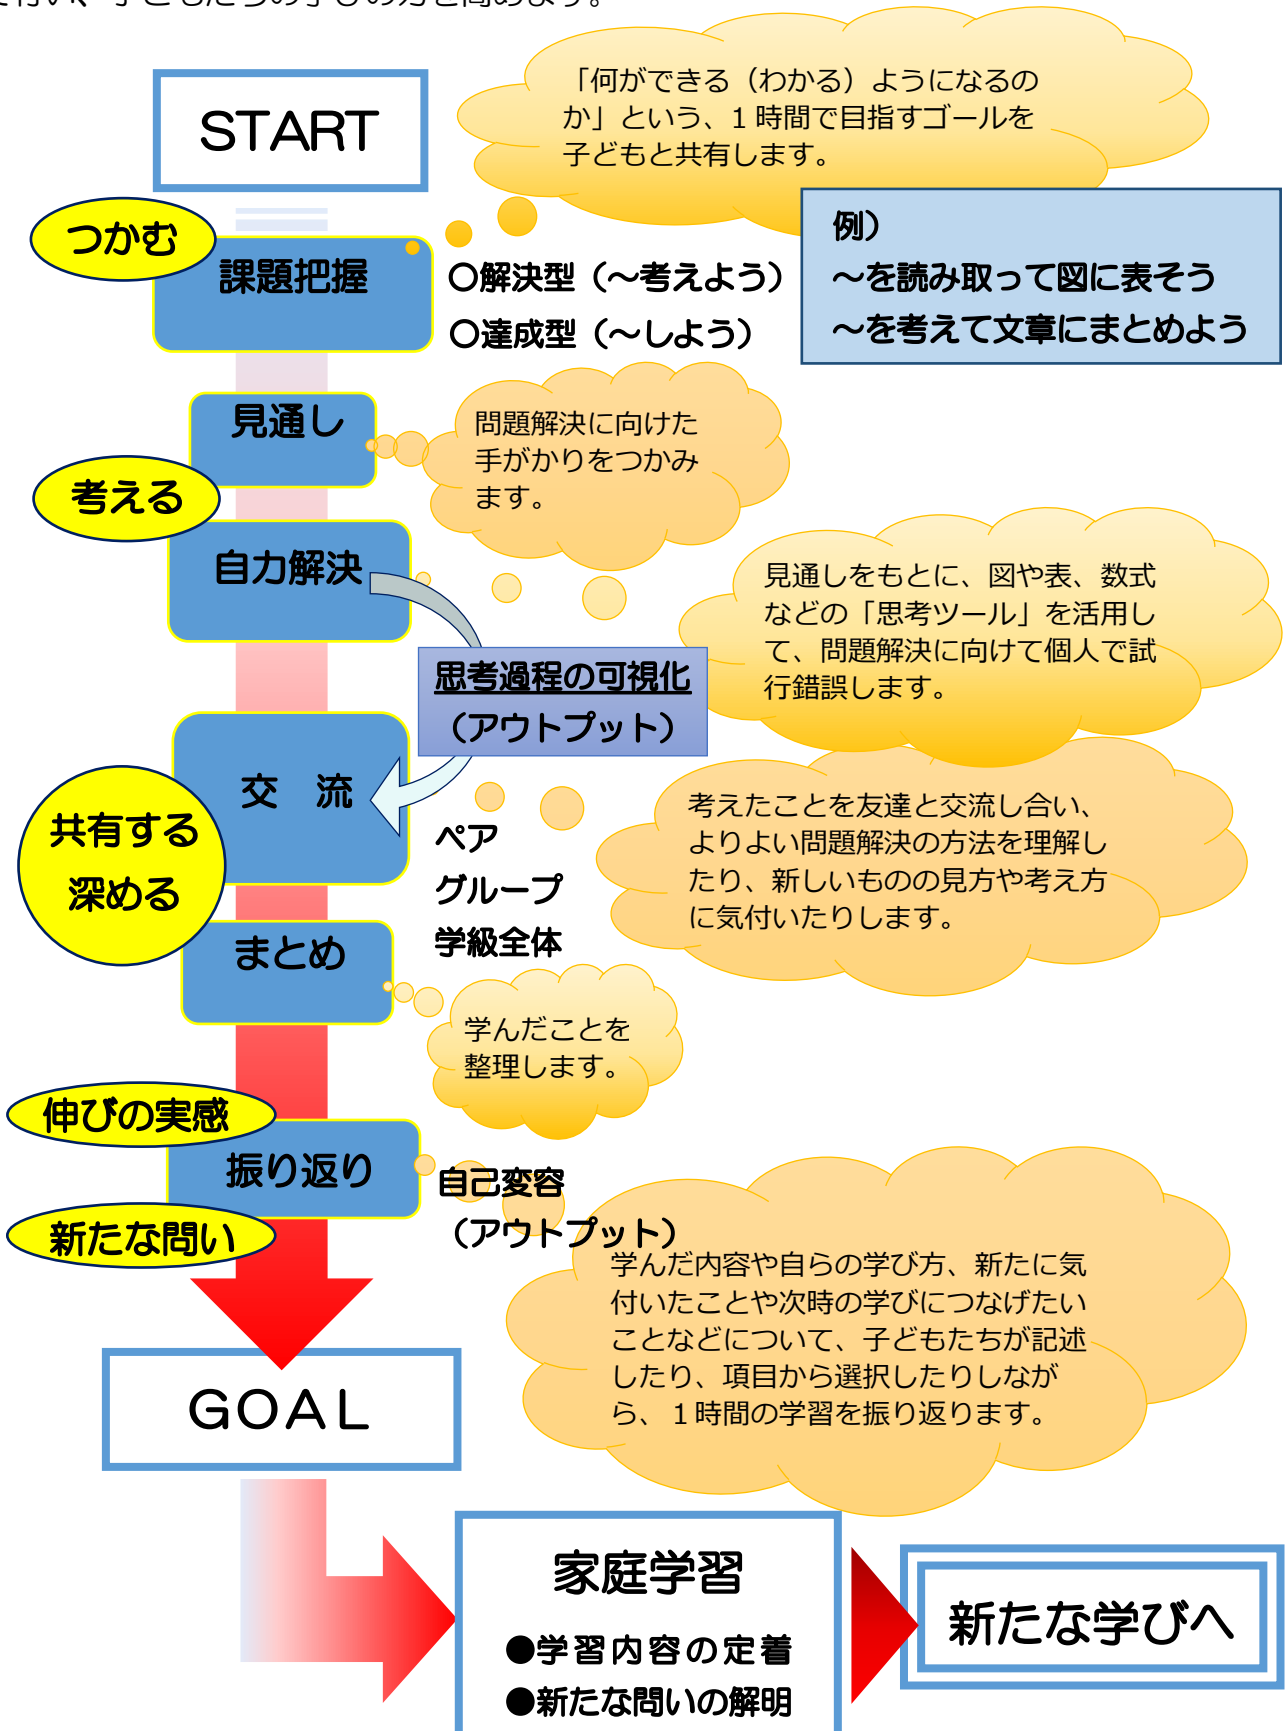 て行い、子どもたちの学びの力を高めます。
START
「何ができる（わかる）ようになるの
か」という、1 時間で目指すゴールを
子どもと共有します。
つかむ
課題把握
〇解決型（～考えよう）
〇達成型（～しよう）
例）
～を読み取って図に表そう
～を考えて文章にまとめよう
見通し
問題解決に向けた
手がかりをつかみ
ます。
考える
自力解決
見通しをもとに、図や表、数式
などの「思考ツール」を活用し
て、問題解決に向けて個人で試
行錯誤します。
思考過程の可視化
（アウトプット）
交　流
共有する
深める
ペア
グループ
学級全体
考えたことを友達と交流し合い、
よりよい問題解決の方法を理解し
たり、新しいものの見方や考え方
に気付いたりします。
まとめ
学んだことを
整理します。
伸びの実感
振り返り
新たな問い
自己変容
（アウトプット）
学んだ内容や自らの学び方、新たに気
付いたことや次時の学びにつなげたい
ことなどについて、子どもたちが記述
したり、項目から選択したりしなが
ら、１時間の学習を振り返ります。
GOAL
家庭学習
●学習内容の定着
●新たな問いの解明
新たな学びへ